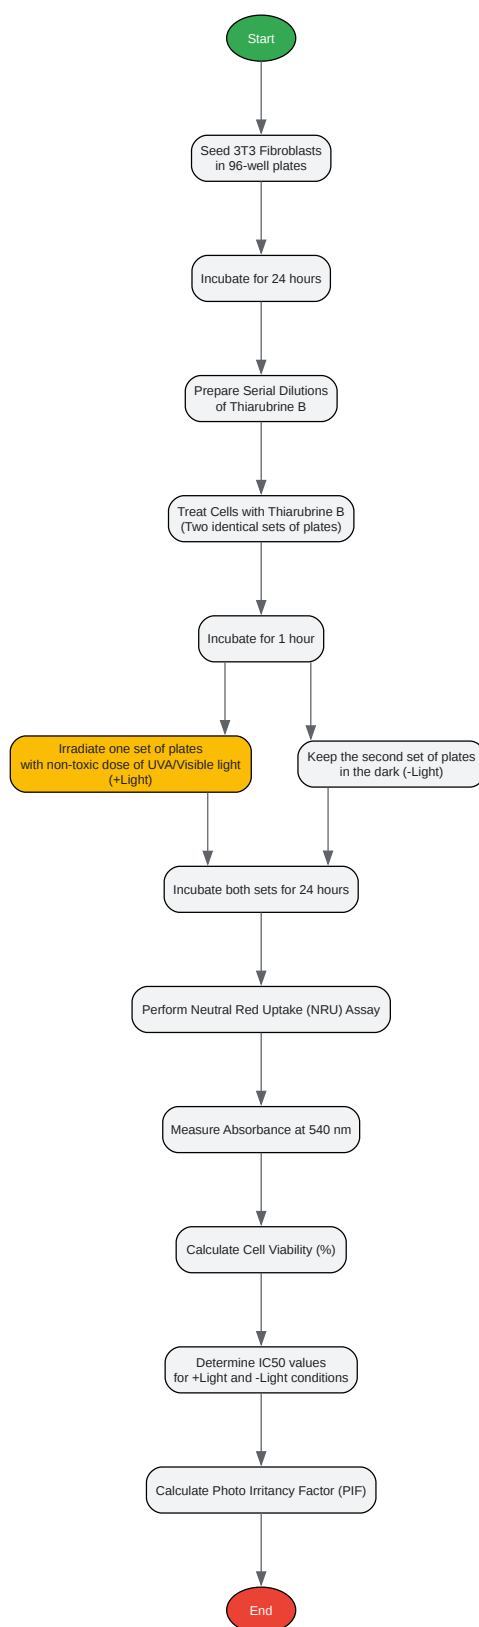 Start
Seed 3T3 Fibroblasts
in 96-well plates
Incubate for 24 hours
Prepare Serial Dilutions
of Thiarubrine B
Treat Cells with Thiarubrine B
(Two identical sets of plates)
Incubate for 1 hour
Irradiate one set of plates
with non-toxic dose of UVA/Visible light
(+Light)
Keep the second set of plates
in the dark (-Light)
Incubate both sets for 24 hours
Perform Neutral Red Uptake (NRU) Assay
Measure Absorbance at 540 nm
Calculate Cell Viability (%)
Determine IC50 values
for +Light and -Light conditions
Calculate Photo Irritancy Factor (PIF)
End